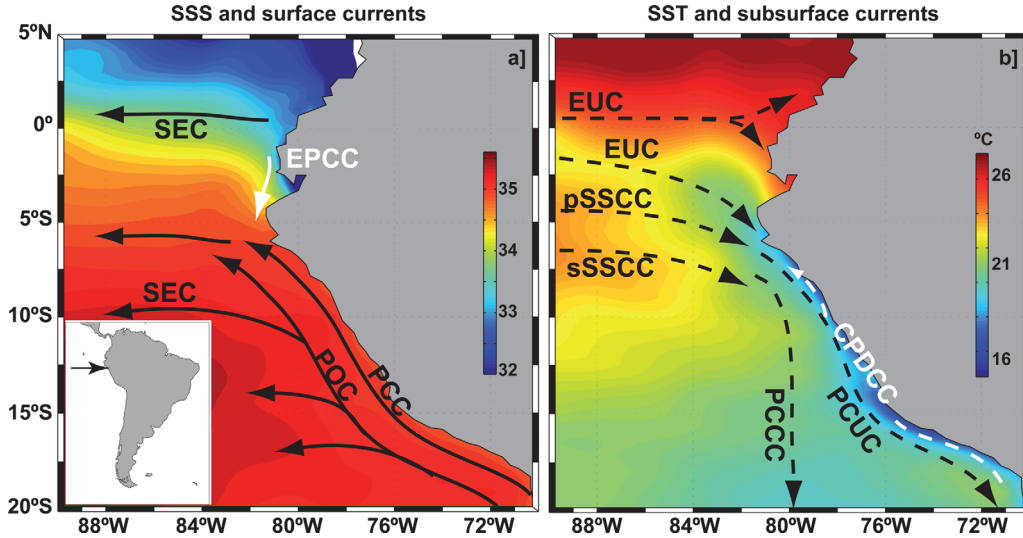 SSS and surface currents
SST and subsurface currents
5ºN
0º
5ºS
10ºS
15ºS
20ºS
a]
SEC
EPCC
SEC
POC
PCC
35
34
33
32
88ºW
84ºW
80ºW
76ºW
72ºW
b]
EUC
EUC
pSSCC
sSSCC
CPDCC
PCUC
PCCC
ºC
26
21
16
88ºW
84ºW
80ºW
76ºW
72ºW